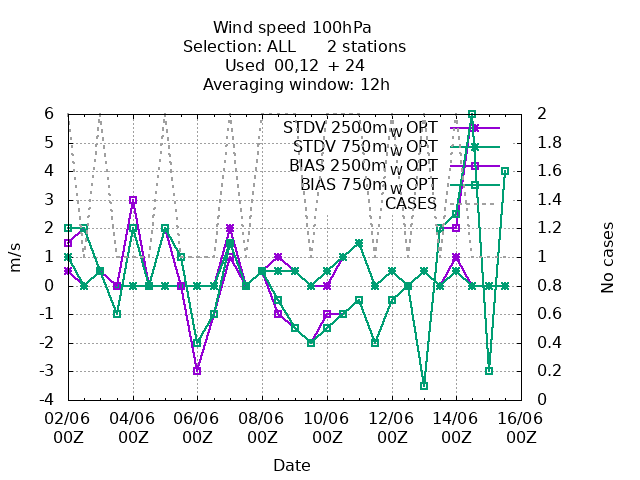 Wind speed 100hPa
Selection: ALL 2 stations
Used 00,12 + 24
Averaging window: 12h
STDV 2500m_W OPT
STDV 750m_W OPT
BIAS 2500m_W OPT
BIAS 750m_W OPT
CASES
6
5
4
3
2
1
0
-1
-2
-3
-4
m/s
2
1.8
1.6
1.4
1.2
1
0.8
0.6
0.4
0.2
0
No cases
02/06 04/06 06/06 08/06 10/06 12/06 14/06 16/06
00Z 00Z 00Z 00Z 00Z 00Z 00Z 00Z
Date